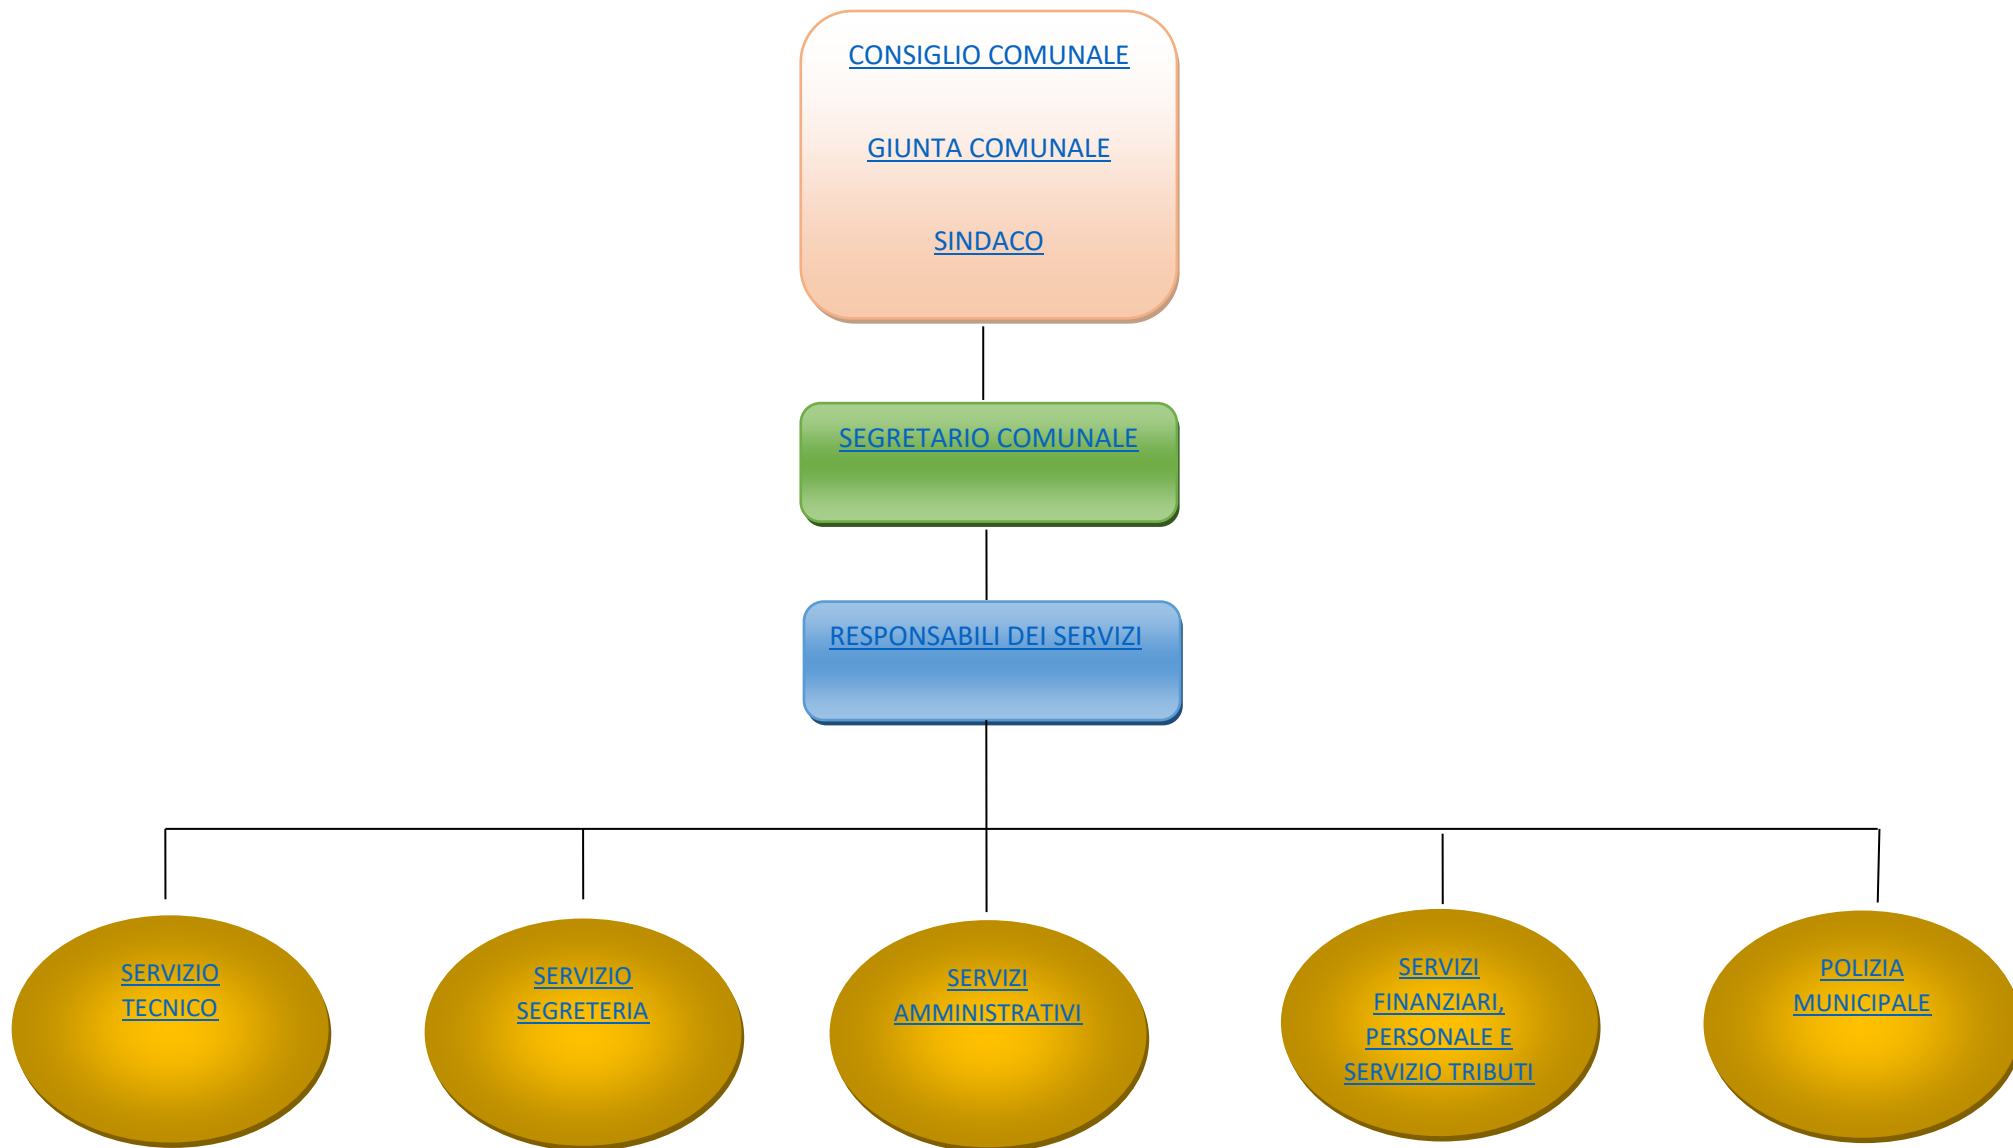 CONSIGLIO COMUNALE
GIUNTA COMUNALE
SINDACO
SEGRETARIO COMUNALE
RESPONSABILI DEI SERVIZI
SERVIZIO
TECNICO
SERVIZIO
SEGRETERIA
SERVIZI
AMMINISTRATIVI
SERVIZI
FINANZIARI,
PERSONALE E
SERVIZIO TRIBUTI
POLIZIA
MUNICIPALE